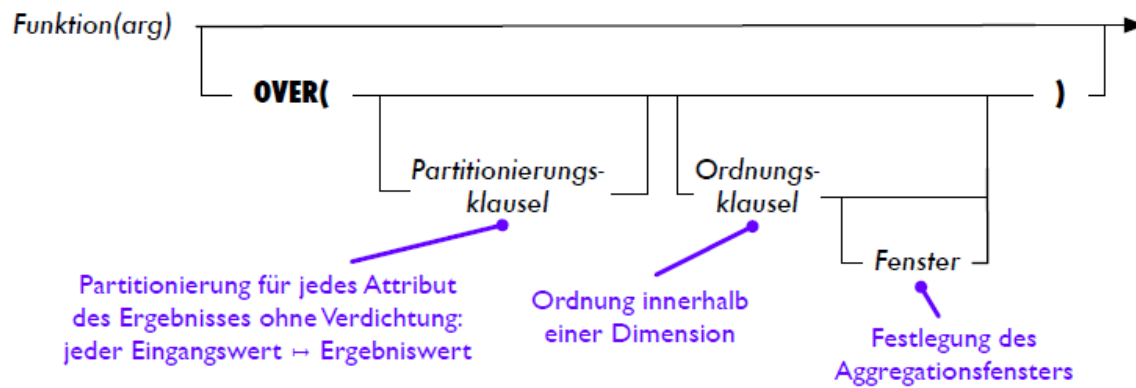 Funktion(arg)
OVER(
)
Partitionierungs-
klausel
Ordnungs-
klausel
Fenster
Partitionierung für jedes Attribut
des Ergebnisses ohne Verdichtung:
jeder Eingangswert ↦ Ergebniswert
Ordnung innerhalb
einer Dimension
Festlegung des
Aggregationsfensters